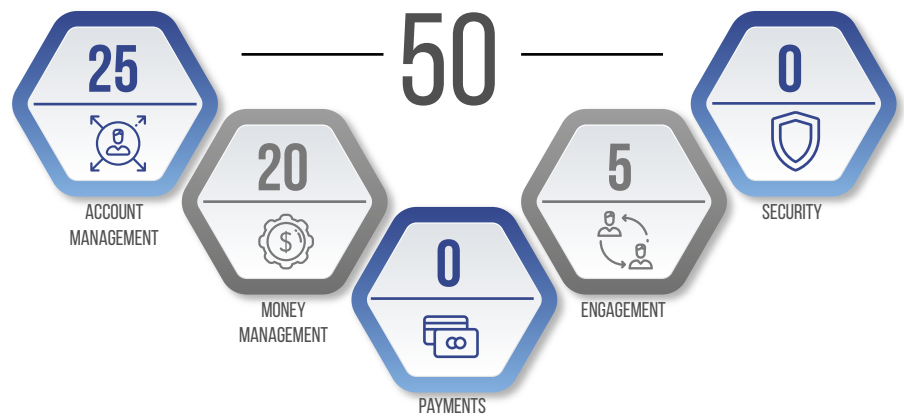 50
25
ACCOUNT
MANAGEMENT
20
$
MONEY
MANAGEMENT
0
PAYMENTS
5
ENGAGEMENT
0
SECURITY